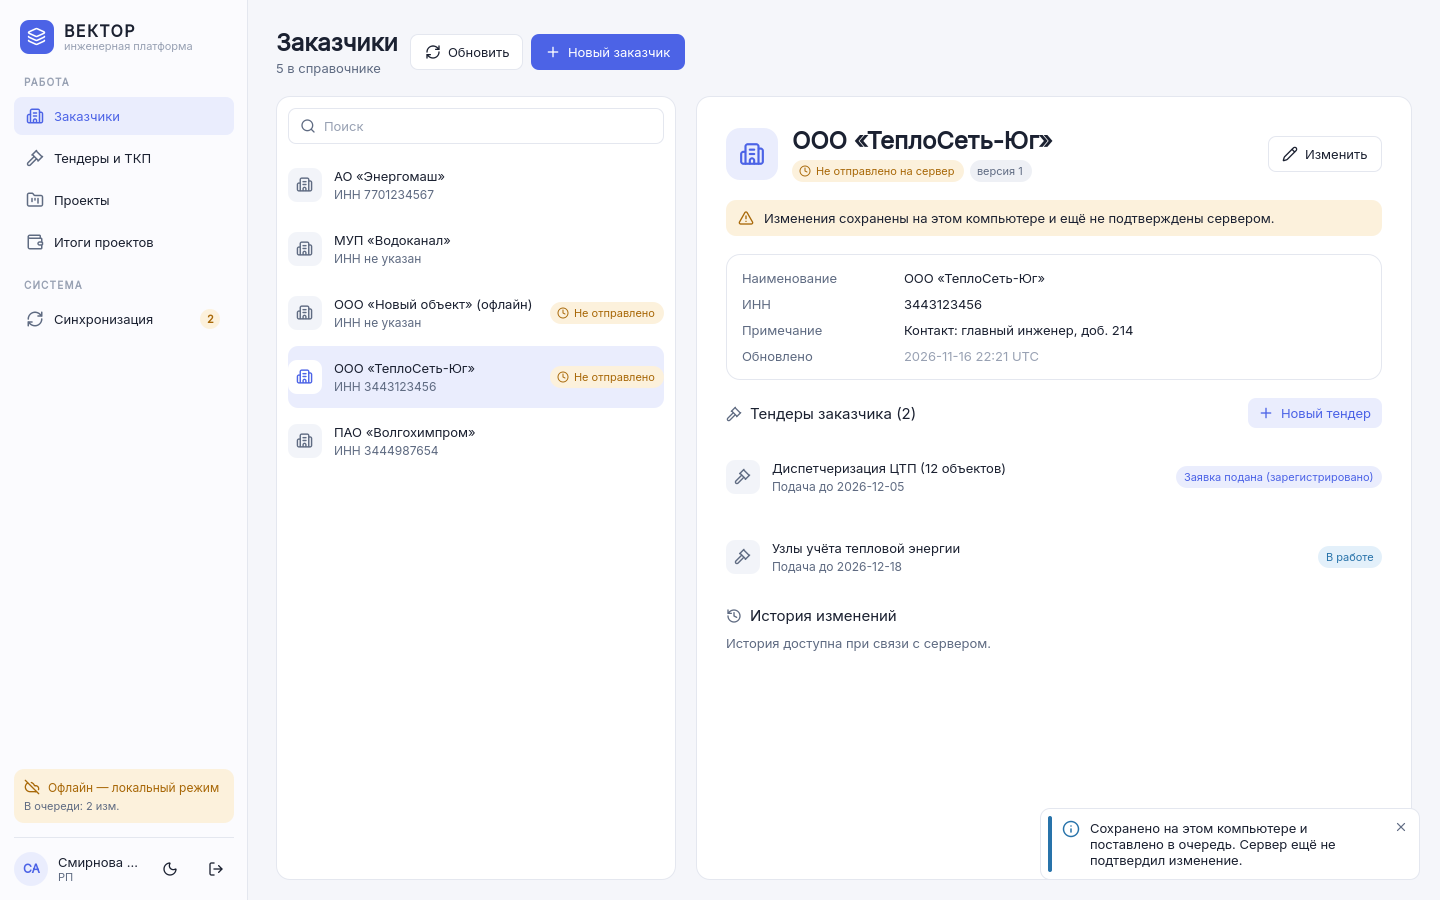 ВЕКТОР
инженерная платформа
РАБОТА
Заказчики
Тендеры и ТКП
Проекты
Итоги проектов
СИСТЕМА
Синхронизация 2
Офлайн — локальный режим
В очереди: 2 изм.
СА
Смирнова ...
РП
Заказчики
5 в справочнике
Обновить
Новый заказчик
Поиск
АО «Энергомаш»
ИНН 7701234567
МУП «Водоканал»
ИНН не указан
ООО «Новый объект» (офлайн)
ИНН не указан
Не отправлено
ООО «ТеплоСеть-Юг»
ИНН 3443123456
Не отправлено
ПАО «Волгохимпром»
ИНН 3444987654
ООО «ТеплоСеть-Юг»
Не отправлено на сервер
версия 1
Изменить
Изменения сохранены на этом компьютере и ещё не подтверждены сервером.
Наименование ООО «ТеплоСеть-Юг»
ИНН 3443123456
Примечание Контакт: главный инженер, доб. 214
Обновлено 2026-11-16 22:21 UTC
Тендеры заказчика (2)
Новый тендер
Диспетчеризация ЦТП (12 объектов)
Подача до 2026-12-05
Заявка подана (зарегистрировано)
Узлы учёта тепловой энергии
Подача до 2026-12-18
В работе
История изменений
История доступна при связи с сервером.
Сохранено на этом компьютере и
поставлено в очередь. Сервер ещё не
подтвердил изменение.